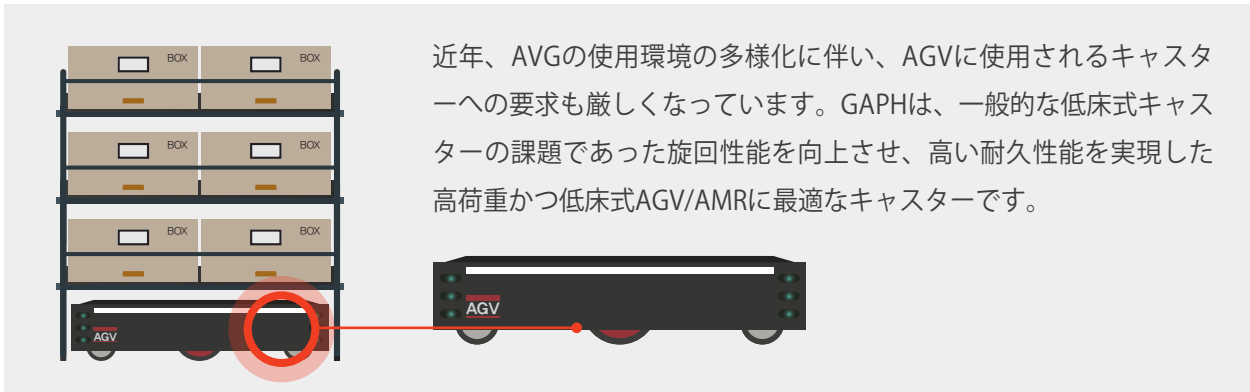 BOX BOX
BOX BOX
BOX BOX
AGV
近年、AVGの使用環境の多様化に伴い、AGVに使用されるキャスタ
ーへの要求も厳しくなっています。GAPHは、一般的な低床式キャス
ターの課題であった旋回性能を向上させ、高い耐久性能を実現した
高荷重かつ低床式AGV/AMRに最適なキャスターです。
AGV